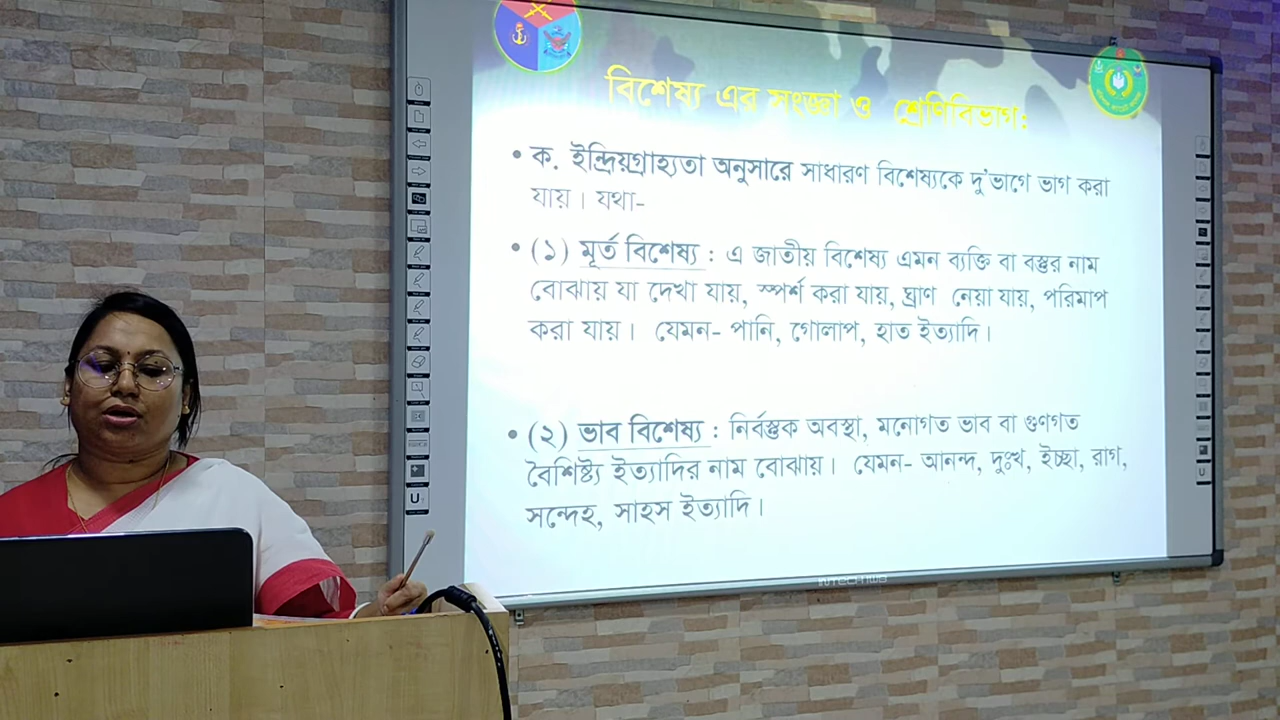 বিশেষ্য এর সংজ্ঞা ও শ্রেণিবিভাগ:
• ক. ইন্দ্রিয়গ্রাহ্যতা অনুসারে সাধারণ বিশেষ্যকে দু'ভাগে ভাগ করা
যায়। যথা-
• (১) মূর্ত বিশেষ্য : এ জাতীয় বিশেষ্য এমন ব্যক্তি বা বস্তুর নাম
বোঝায় যা দেখা যায়, স্পর্শ করা যায়, ঘ্রাণ নেয়া যায়, পরিমাপ
করা যায়। যেমন- পানি, গোলাপ, হাত ইত্যাদি।
• (২) ভাব বিশেষ্য : নির্বস্তুক অবস্থা, মনোগত ভাব বা গুণগত
বৈশিষ্ট্য ইত্যাদির নাম বোঝায়। যেমন- আনন্দ, দুঃখ, ইচ্ছা, রাগ,
সন্দেহ, সাহস ইত্যাদি।